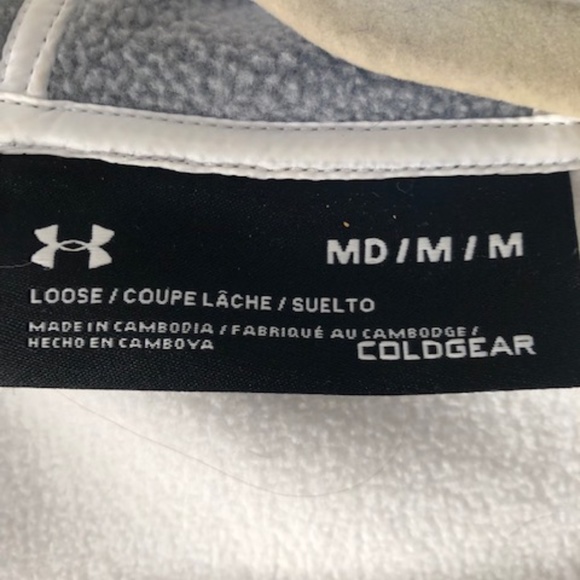 MD / M / M
LOOSE / COUPE LÂCHE / SUELTO
MADE IN CAMBODIA / FABRIQUÉ AU CAMBODGE /
HECHO EN CAMBOYA
COLDGEAR